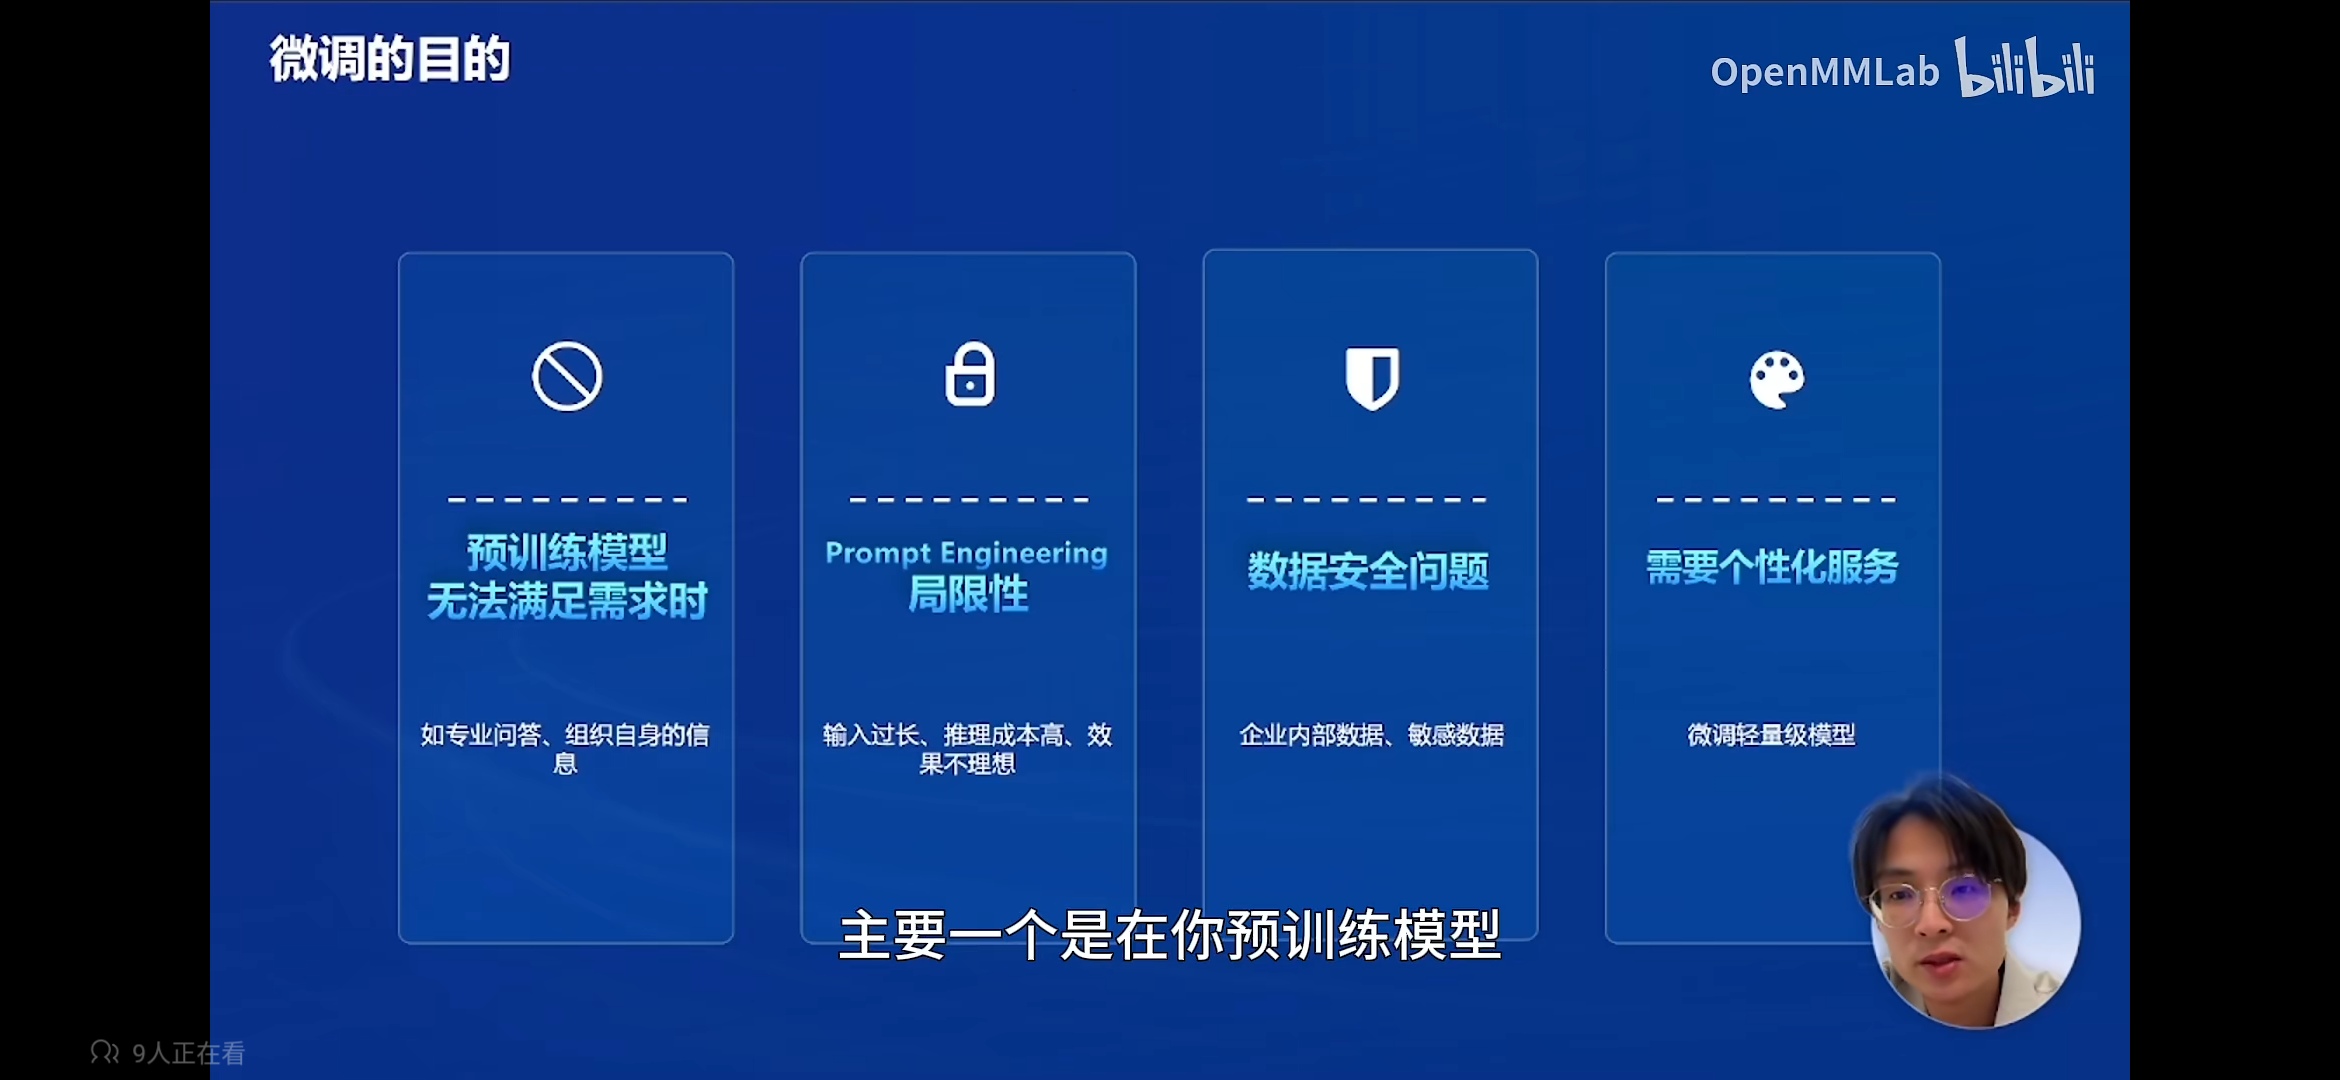 微调的目的
OpenMMLab bilibili
预训练模型
无法满足需求时
如专业问答、组织自身的信
息
Prompt Engineering
局限性
输入过长、推理成本高、效
果不理想
数据安全问题
企业内部数据、敏感数据
需要个性化服务
微调轻量级模型
主要一个是在你预训练模型
9人正在看